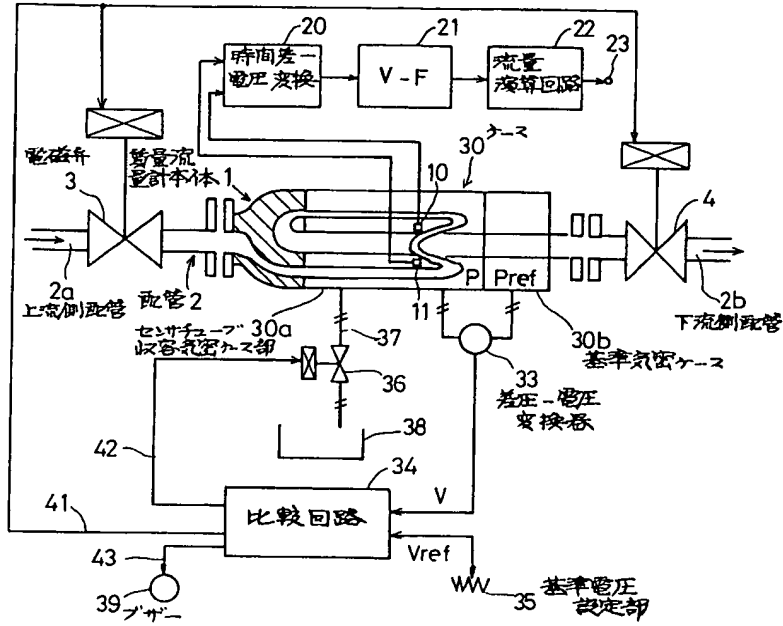 20
21
22
23
時間差－
電圧変換
V-F
流量
演算回路
電磁弁
質量流
量計本体、1
30 ケース
3
10
4
2a
上流側配管
配管2
11
P
Pref
2b
下流側配管
30a
センサチューブ
収容気密ケース部
37
36
33
差圧－電圧
変換器
30b
基準気密ケース
38
42
34
比較回路
V
41
43
Vref
39 ブザー
35
基準電圧
設定部